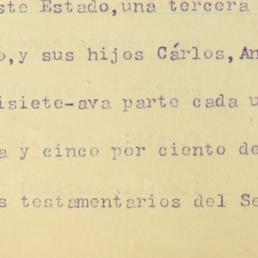 ste Estado,una tercera
o,y sus hijos Cárlos, An
isiete-ava parte cada u
a y cinco por ciento de
s testamentarios del Se